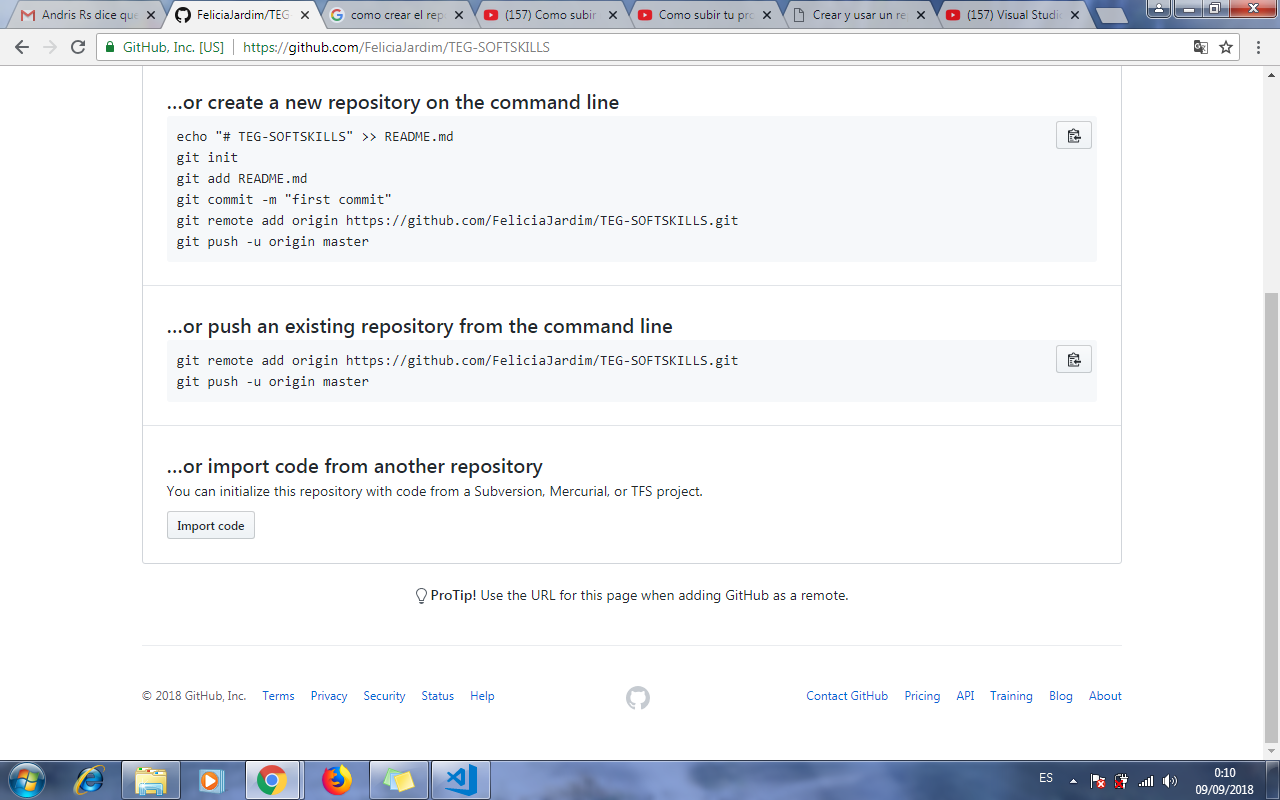 Andris Rs dice que
FeliciaJardim/TEG
como crear el rep
(157) Como subir
Como subir tu pro
Crear y usar un re
(157) Visual Studi
GitHub, Inc. [US]
https://github.com/FeliciaJardim/TEG-SOFTSKILLS
…or create a new repository on the command line
echo "# TEG-SOFTSKILLS" >> README.md
git init
git add README.md
git commit -m "first commit"
git remote add origin https://github.com/FeliciaJardim/TEG-SOFTSKILLS.git
git push -u origin master
…or push an existing repository from the command line
git remote add origin https://github.com/FeliciaJardim/TEG-SOFTSKILLS.git
git push -u origin master
…or import code from another repository
You can initialize this repository with code from a Subversion, Mercurial, or TFS project.
Import code
ProTip! Use the URL for this page when adding GitHub as a remote.
© 2018 GitHub, Inc. Terms Privacy Security Status Help
Contact GitHub Pricing API Training Blog About
ES
0:10
09/09/2018